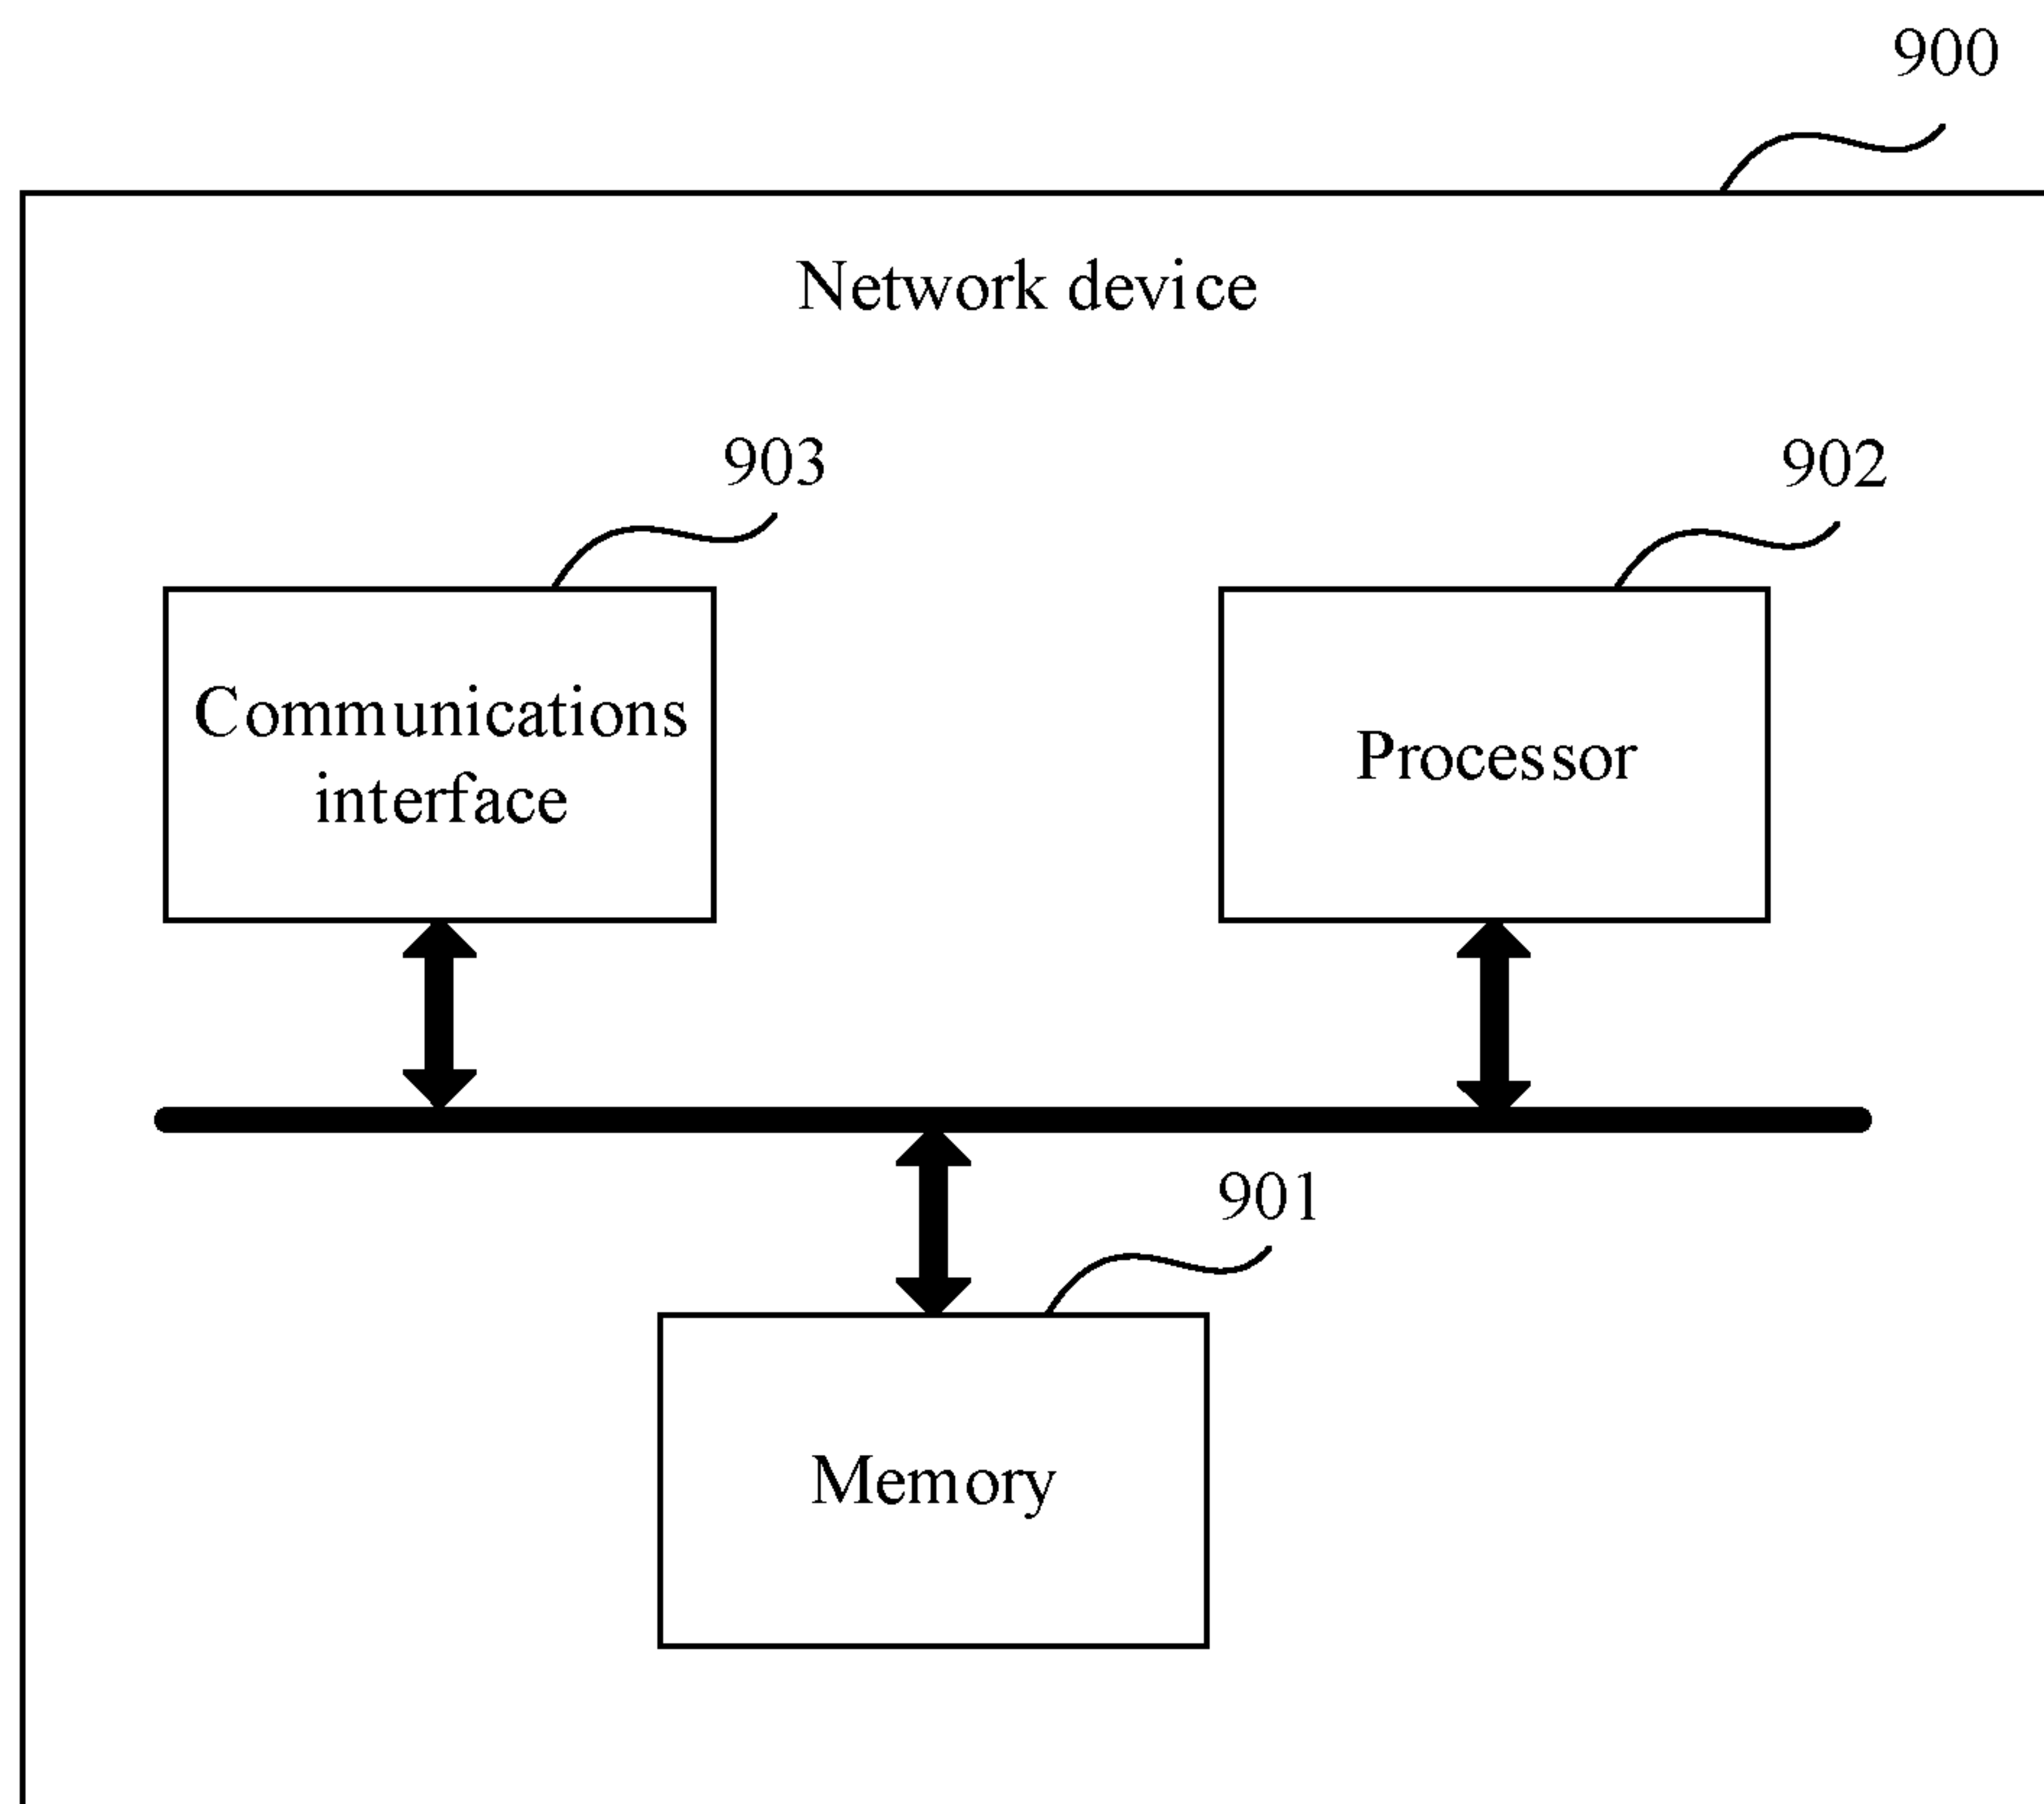 900
Network device
903
902
Communications
interface
Processor
901
Memory